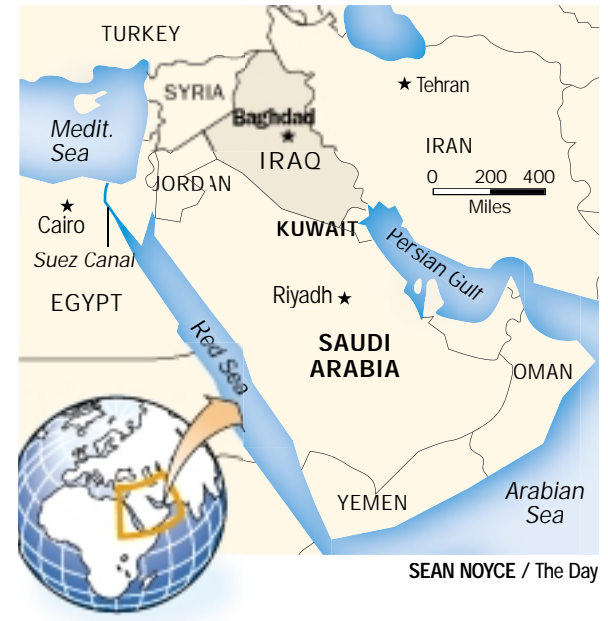 TURKEY
SYRIA
Tehran
Medit.
Sea
Baghdad
IRAN
IRAQ
JORDAN
0 200 400
Miles
Cairo
KUWAIT
Persian Gulf
Suez Canal
EGYPT
Riyadh
Red Sea
SAUDI
ARABIA
OMAN
YEMEN
Arabian
Sea
SEAN NOYCE / The Day